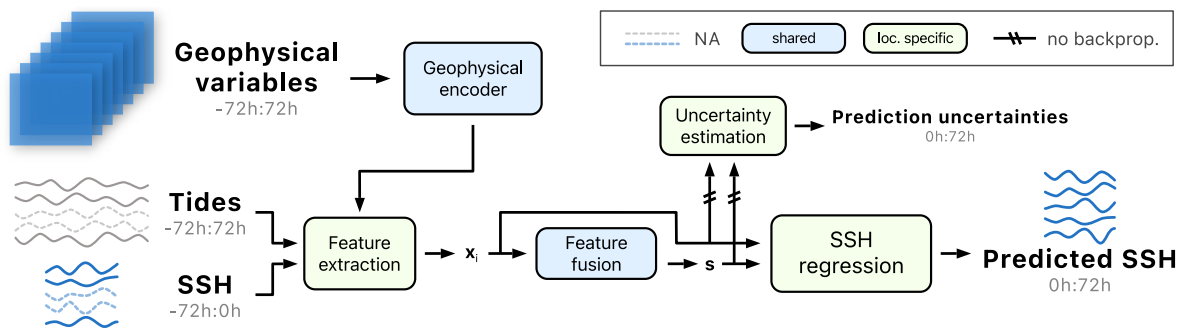 Geophysical
variables
-72h:72h
Geophysical
encoder
NA
shared
loc. specific
no backprop.
Uncertainty
estimation
Prediction uncertainties
0h:72h
Tides
-72h:72h
SSH
-72h:0h
Feature
extraction
xᵢ
Feature
fusion
s
SSH
regression
Predicted SSH
0h:72h